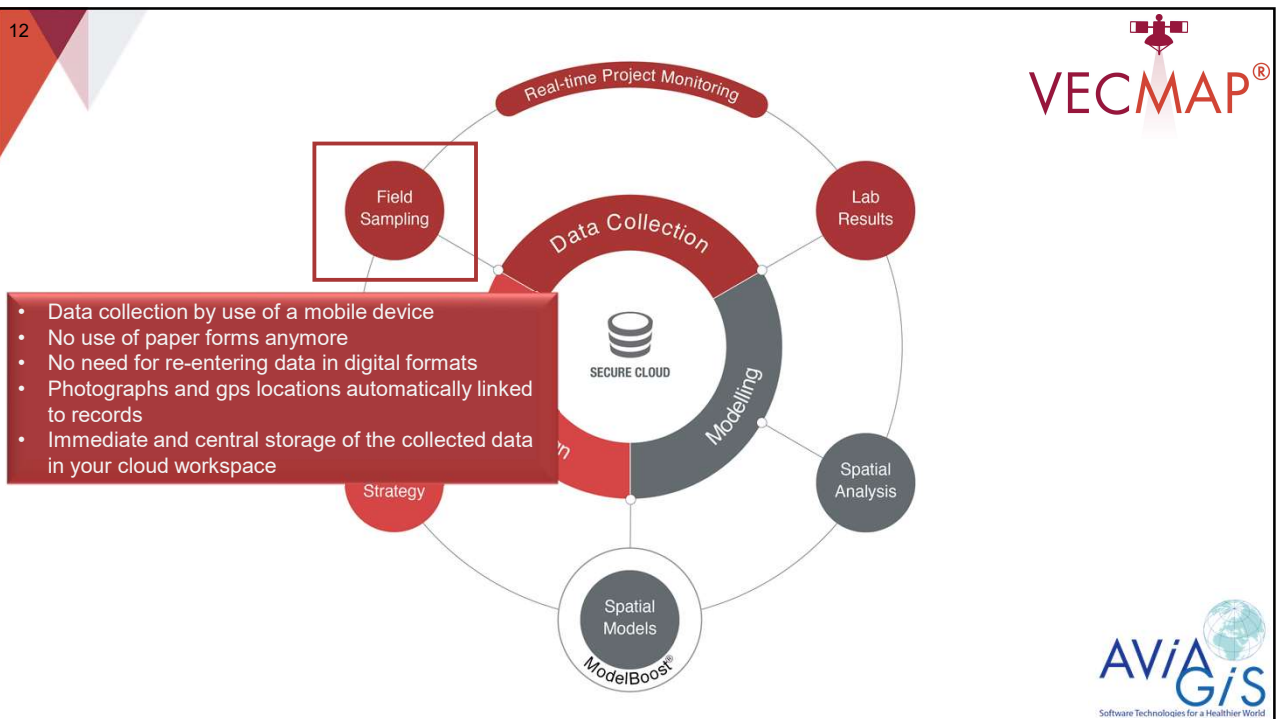 12
VECMAP®
Real-time Project Monitoring
Field
Sampling
Lab
Results
Data Collection
• Data collection by use of a mobile device
• No use of paper forms anymore
• No need for re-entering data in digital formats
• Photographs and gps locations automatically linked
to records
• Immediate and central storage of the collected data
in your cloud workspace
SECURE CLOUD
Modelling
Strategy
Spatial
Analysis
Spatial
Models
ModelBoost®
AViA
GiS
Software Technologies for a Healthier World